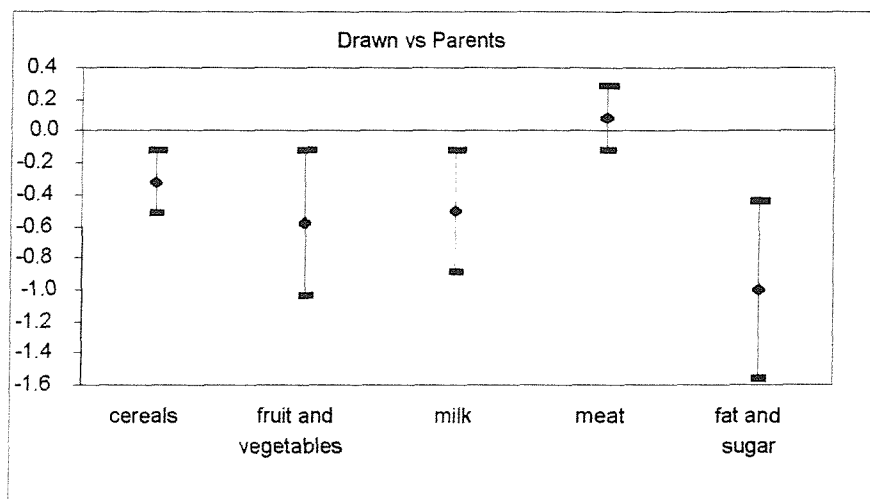 Drawn vs Parents
0.4
0.2
0.0
-0.2
-0.4
-0.6
-0.8
-1.0
-1.2
-1.4
-1.6
cereals
fruit and
vegetables
milk
meat
fat and
sugar